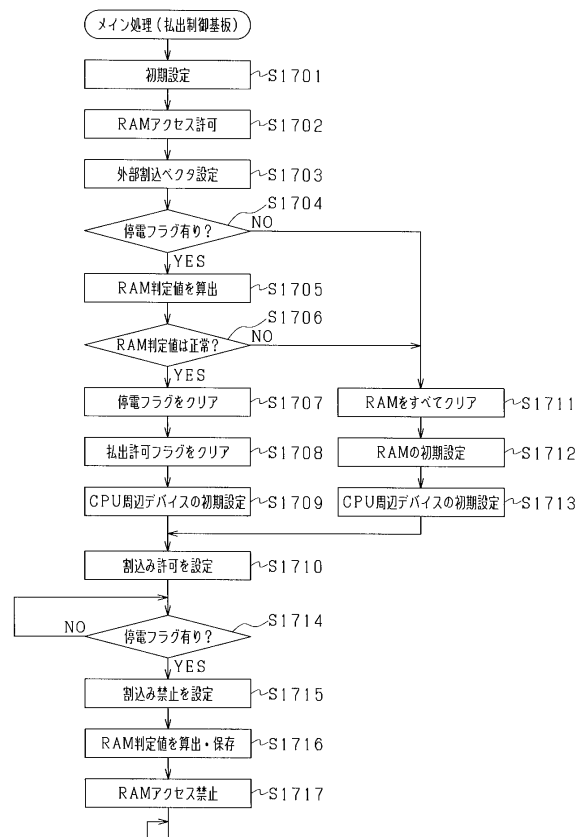 メイン処理(払出制御基板)
初期設定
S1701
RAMアクセス許可
S1702
外部割込ベクタ設定
S1703
S1704
停電フラグ有り?
NO
YES
RAM判定値を算出
S1705
S1706
RAM判定値は正常?
NO
YES
停電フラグをクリア
S1707
RAMをすべてクリア
S1711
払出許可フラグをクリア
S1708
RAMの初期設定
S1712
CPU周辺デバイスの初期設定
S1709
CPU周辺デバイスの初期設定
S1713
割込み許可を設定
S1710
S1714
停電フラグ有り?
NO
YES
割込み禁止を設定
S1715
RAM判定値を算出・保存
S1716
RAMアクセス禁止
S1717